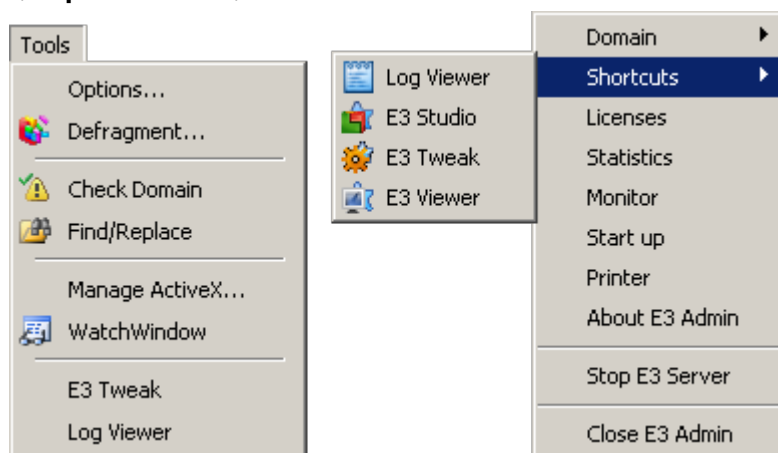 Tools
Options...
Defragment...
Check Domain
Find/Replace
Manage ActiveX...
WatchWindow
E3 Tweak
Log Viewer
Log Viewer
E3 Studio
E3 Tweak
E3 Viewer
Domain
Shortcuts
Licenses
Statistics
Monitor
Start up
Printer
About E3 Admin
Stop E3 Server
Close E3 Admin